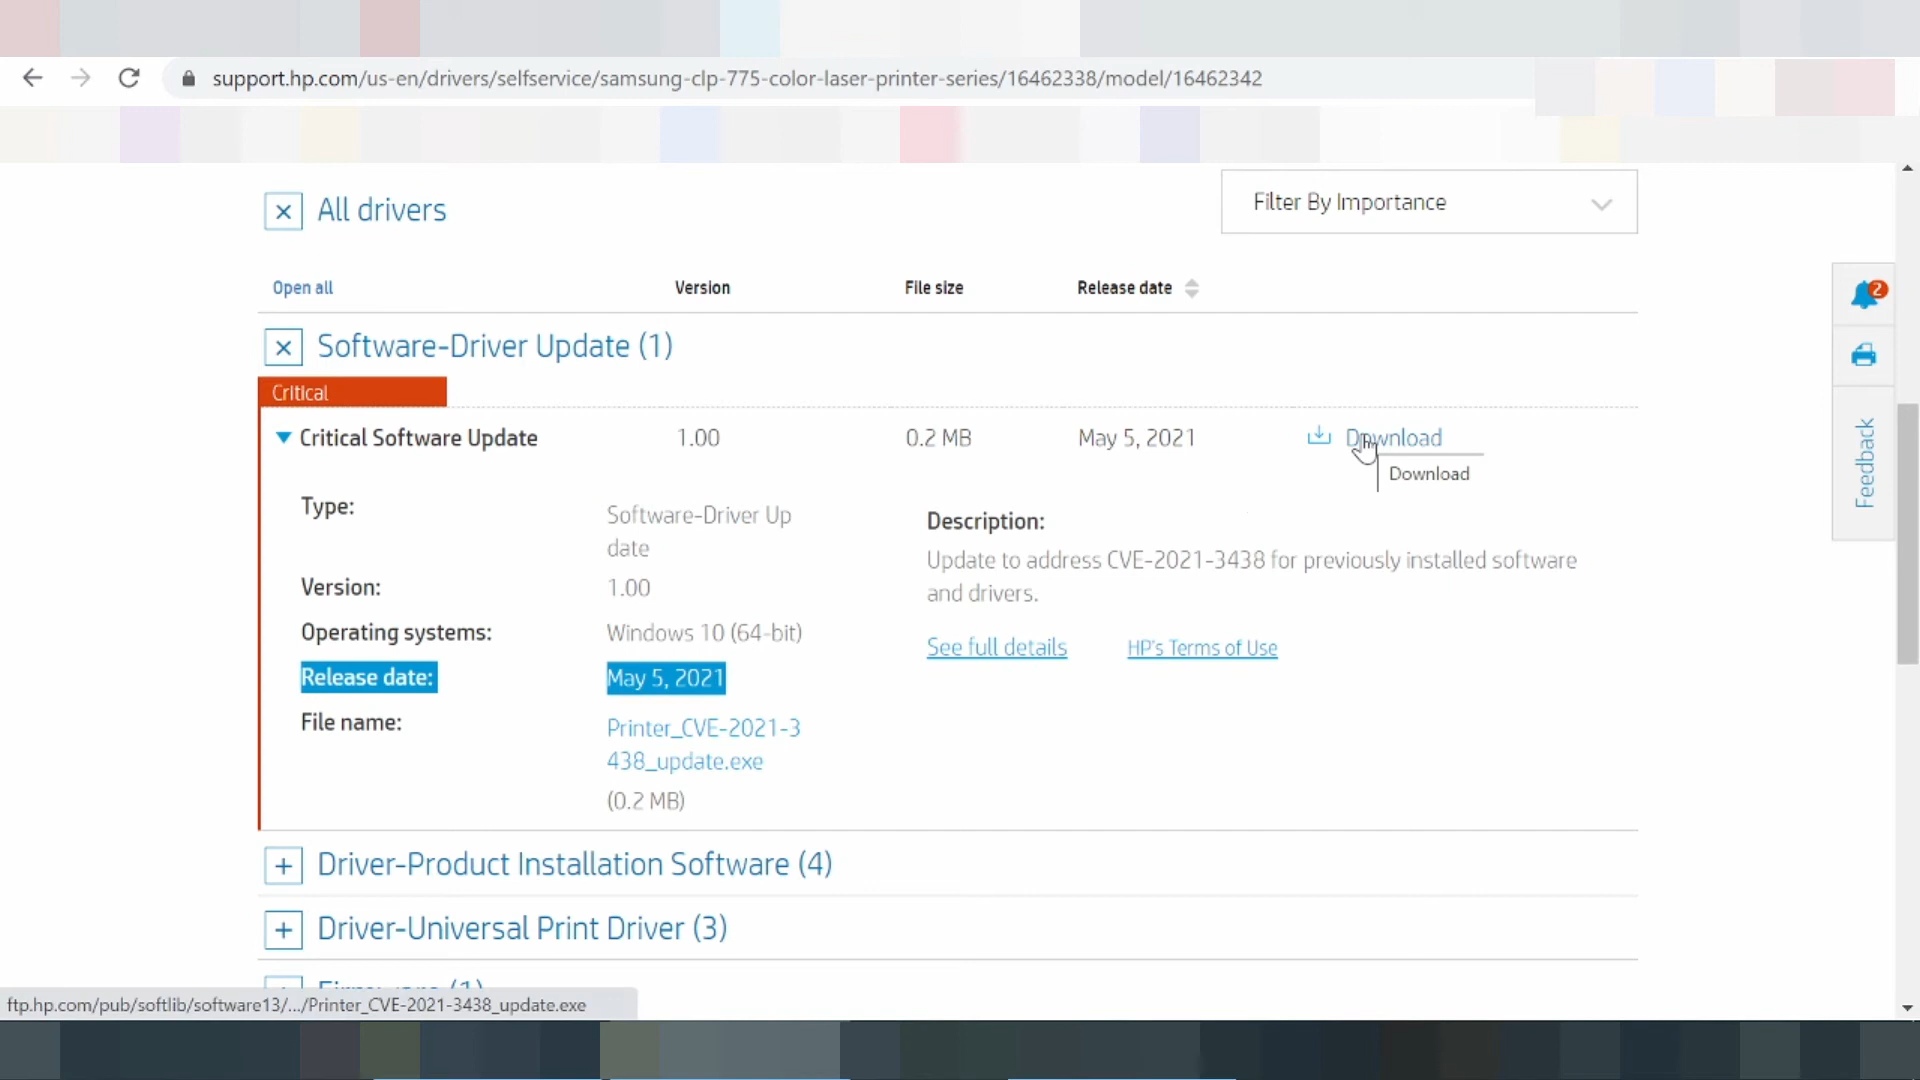 support.hp.com/us-en/drivers/selfservice/samsung-clp-775-color-laser-printer-series/16462338/model/16462342
All drivers
Filter By Importance
Open all
Version
File size
Release date
2
Software-Driver Update (1)
Critical
Critical Software Update
1.00
0.2 MB
May 5, 2021
Download
Download
Feedback
Type:
Software-Driver Up
date
Version:
1.00
Operating systems:
Windows 10 (64-bit)
Release date:
May 5, 2021
File name:
Printer_CVE-2021-3
438_update.exe
(0.2 MB)
Description:
Update to address CVE-2021-3438 for previously installed software
and drivers.
See full details
HP's Terms of Use
Driver-Product Installation Software (4)
Driver-Universal Print Driver (3)
Firmware (1)
ftp.hp.com/pub/softlib/software13/.../Printer_CVE-2021-3438_update.exe